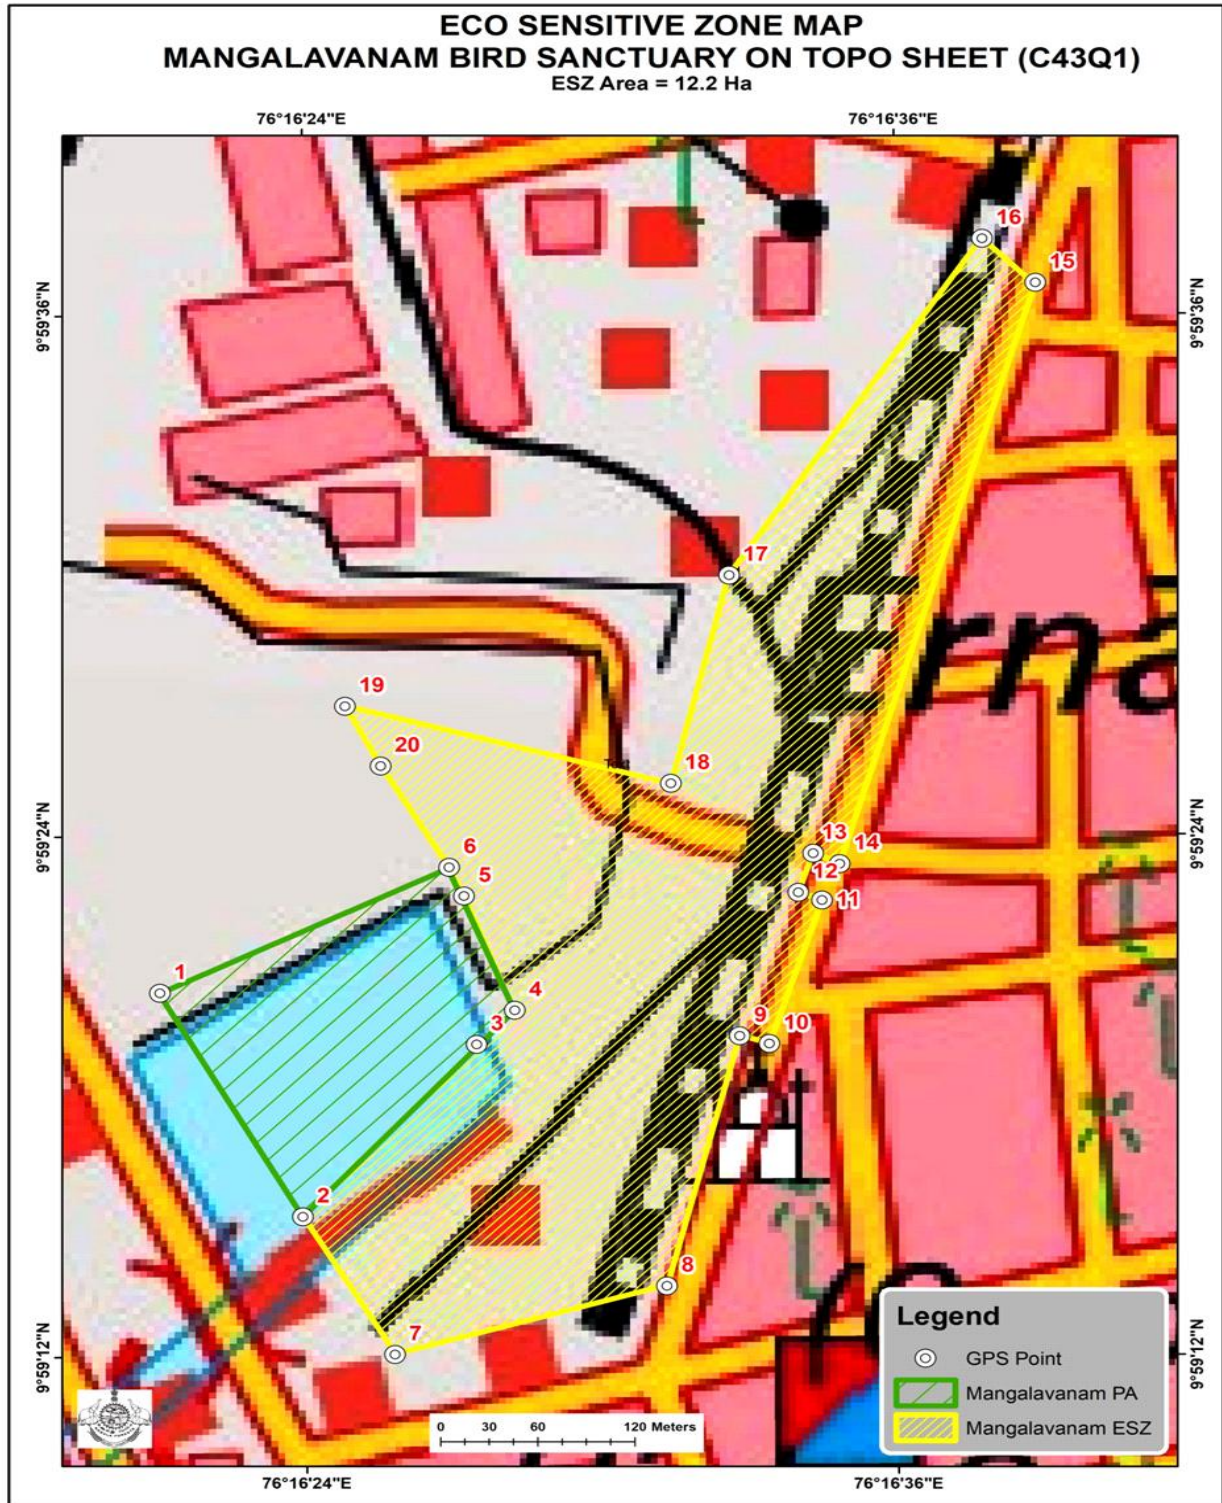 ECO SENSITIVE ZONE MAP
MANGALAVANAM BIRD SANCTUARY ON TOPO SHEET (C43Q1)
ESZ Area = 12.2 Ha
76°16'24"E
76°16'36"E
16
15
9°59'36"N
9°59'36"N
17
rna
19
20
18
13
14
9°59'24"N
9°59'24"N
6
12
5
11
1
4
3
9
10
2
8
7
9°59'12"N
9°59'12"N
Legend
GPS Point
Mangalavanam PA
Mangalavanam ESZ
0 30 60 120 Meters
76°16'24"E
76°16'36"E